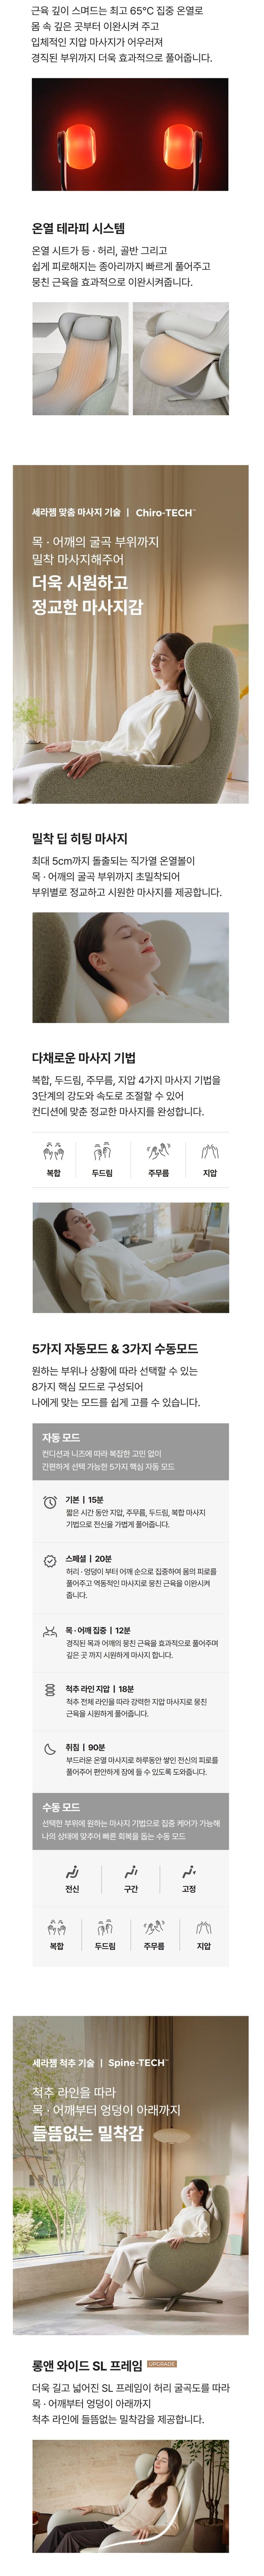 근육 깊이 스며드는 최고 65℃ 집중 온열로
몸 속 깊은 곳부터 이완시켜 주고
입체적인 지압 마사지가 어우러져
경직된 부위까지 더욱 효과적으로 풀어줍니다.
온열 테라피 시스템
온열 시트가 등 · 허리, 골반 그리고
쉽게 피로해지는 종아리까지 빠르게 풀어주고
뭉친 근육을 효과적으로 이완시켜줍니다.
세라젬 맞춤 마사지 기술 | Chiro-TECH™
목 · 어깨의 굴곡 부위까지
밀착 마사지해주어
더욱 시원하고
정교한 마사지감
밀착 딥 히팅 마사지
최대 5cm까지 돌출되는 직가열 온열볼이
목 · 어깨의 굴곡 부위까지 초밀착되어
부위별로 정교하고 시원한 마사지를 제공합니다.
다채로운 마사지 기법
복합, 두드림, 주무름, 지압 4가지 마사지 기법을
3단계의 강도와 속도로 조절할 수 있어
컨디션에 맞춘 정교한 마사지를 완성합니다.
복합 두드림 주무름 지압
5가지 자동모드 & 3가지 수동모드
원하는 부위나 상황에 따라 선택할 수 있는
8가지 핵심 모드로 구성되어
나에게 맞는 모드를 쉽게 고를 수 있습니다.
자동 모드
컨디션과 니즈에 따라 복잡한 고민 없이
간편하게 선택 가능한 5가지 핵심 자동 모드
기본 | 15분
짧은 시간 동안 지압, 주무름, 두드림, 복합 마사지
기법으로 전신을 가볍게 풀어줍니다.
스페셜 | 20분
허리 · 엉덩이 부터 어깨 순으로 집중하여 몸의 피로를
풀어주고 역동적인 마사지로 뭉친 근육을 이완시켜
줍니다.
목 · 어깨 집중 | 12분
경직된 목과 어깨의 뭉친 근육을 효과적으로 풀어주며
깊은 곳 까지 시원하게 마사지 합니다.
척추 라인 지압 | 18분
척추 전체 라인을 따라 강력한 지압 마사지로 뭉친
근육을 시원하게 풀어줍니다.
취침 | 90분
부드러운 온열 마사지로 하루동안 쌓인 전신의 피로를
풀어주어 편안하게 잠에 들 수 있도록 도와줍니다.
수동 모드
선택한 부위에 원하는 마사지 기법으로 집중 케어가 가능해
나의 상태에 맞추어 빠른 회복을 돕는 수동 모드
전신 구간 고정
복합 두드림 주무름 지압
세라젬 척추 기술 | Spine-TECH™
척추 라인을 따라
목 · 어깨부터 엉덩이 아래까지
들뜸없는 밀착감
롱앤 와이드 SL 프레임 UPGRADE
더욱 길고 넓어진 SL 프레임이 허리 굴곡도를 따라
목 · 어깨부터 엉덩이 아래까지
척추 라인에 들뜸없는 밀착감을 제공합니다.